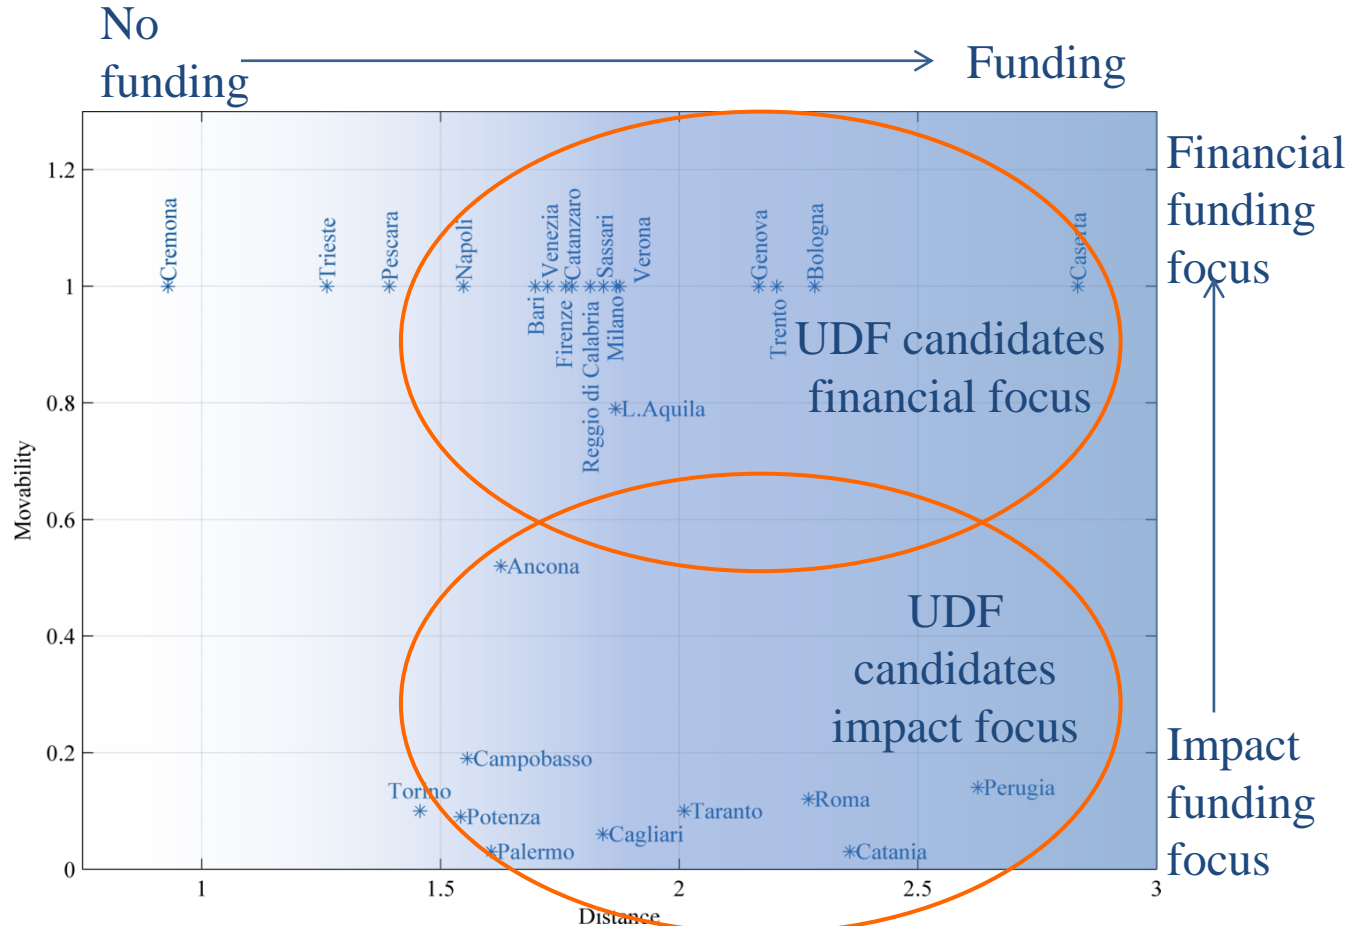 No
funding
Funding
Financial
funding
focus
1.2
1
0.8
0.6
0.4
0.2
0
Movability
Cremona
Trieste
Pescara
Napoli
Bari
Venezia
Firenze
Catanzaro
Reggio di Calabria
Sassari
Milano
Verona
Genova
Trento
Bologna
Caserta
UDF candidates
financial focus
L.Aquila
Ancona
UDF
candidates
impact focus
Campobasso
Torino
Potenza
Palermo
Cagliari
Taranto
Roma
Catania
Perugia
Impact
funding
focus
1
1.5
2
2.5
3
Distance